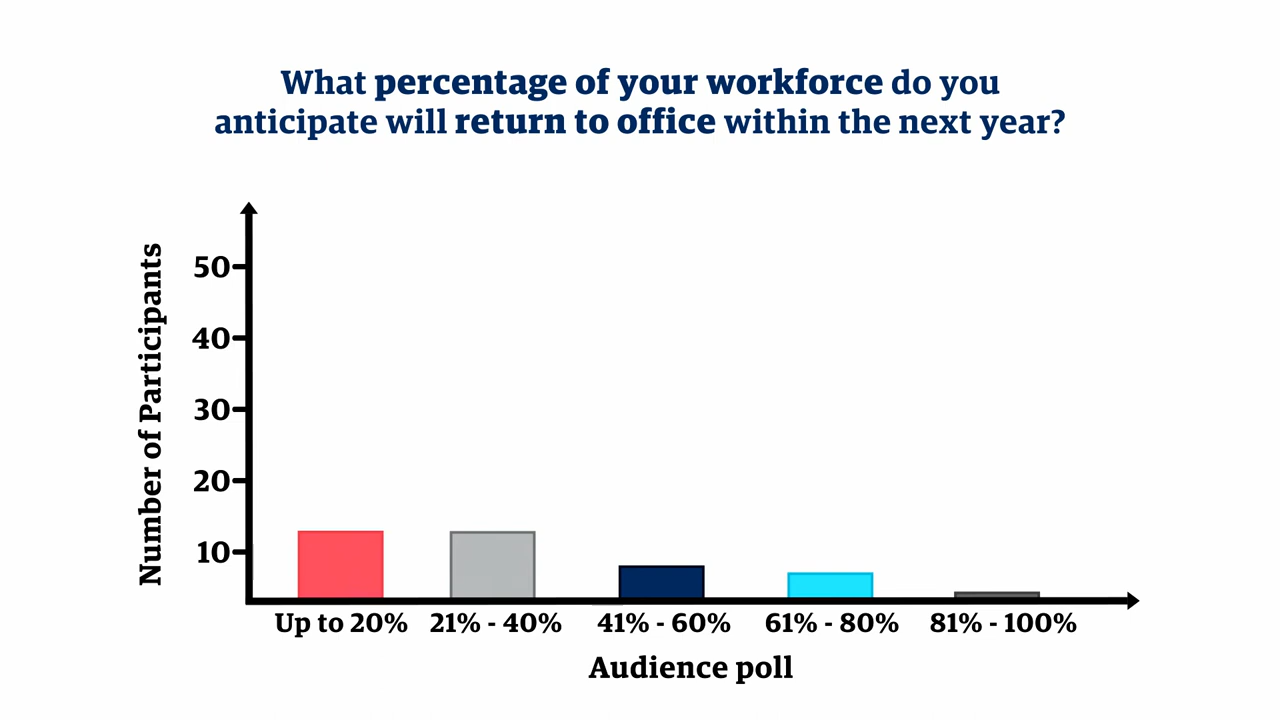 What percentage of your workforce do you
anticipate will return to office within the next year?
Number of Participants
50
40
30
20
10
Up to 20% 21% - 40% 41% - 60% 61% - 80% 81% - 100%
Audience poll